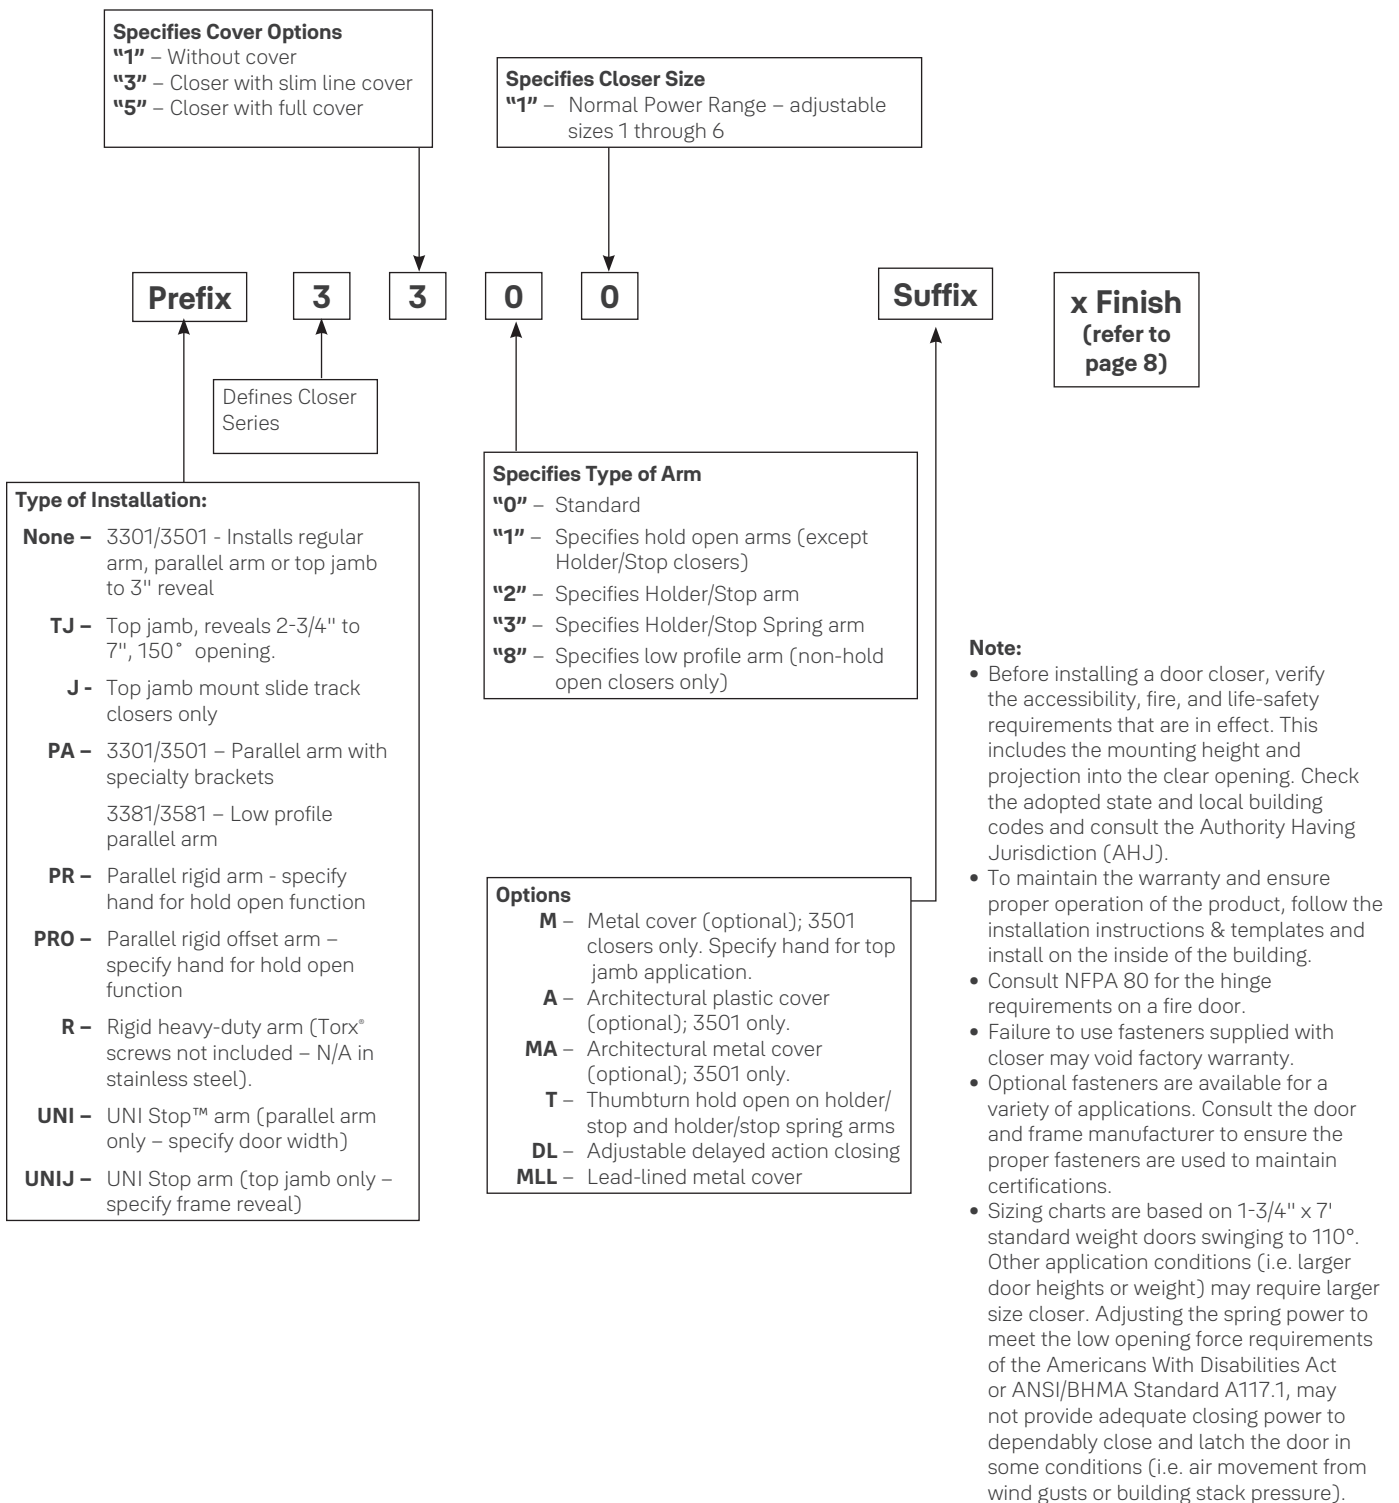 Specifies Cover Options
"1" – Without cover
"3" – Closer with slim line cover
"5" – Closer with full cover
Specifies Closer Size
"1" – Normal Power Range – adjustable
sizes 1 through 6
Prefix
3
3
0
0
Suffix
x Finish
(refer to
page 8)
Defines Closer
Series
Type of Installation:
None – 3301/3501 - Installs regular
arm, parallel arm or top jamb
to 3" reveal
TJ – Top jamb, reveals 2-3/4" to
7", 150° opening.
J - Top jamb mount slide track
closers only
PA – 3301/3501 – Parallel arm with
specialty brackets
3381/3581 – Low profile
parallel arm
PR – Parallel rigid arm - specify
hand for hold open function
PRO – Parallel rigid offset arm –
specify hand for hold open
function
R – Rigid heavy-duty arm (Torx®
screws not included – N/A in
stainless steel).
UNI – UNI Stop™ arm (parallel arm
only – specify door width)
UNIJ – UNI Stop arm (top jamb only –
specify frame reveal)
Specifies Type of Arm
"0" – Standard
"1" – Specifies hold open arms (except
Holder/Stop closers)
"2" – Specifies Holder/Stop arm
"3" – Specifies Holder/Stop Spring arm
"8" – Specifies low profile arm (non-hold
open closers only)
Options
M – Metal cover (optional); 3501
closers only. Specify hand for top
jamb application.
A – Architectural plastic cover
(optional); 3501 only.
MA – Architectural metal cover
(optional); 3501 only.
T – Thumbturn hold open on holder/
stop and holder/stop spring arms
DL – Adjustable delayed action closing
MLL – Lead-lined metal cover
Note:
• Before installing a door closer, verify
the accessibility, fire, and life-safety
requirements that are in effect. This
includes the mounting height and
projection into the clear opening. Check
the adopted state and local building
codes and consult the Authority Having
Jurisdiction (AHJ).
• To maintain the warranty and ensure
proper operation of the product, follow the
installation instructions & templates and
install on the inside of the building.
• Consult NFPA 80 for the hinge
requirements on a fire door.
• Failure to use fasteners supplied with
closer may void factory warranty.
• Optional fasteners are available for a
variety of applications. Consult the door
and frame manufacturer to ensure the
proper fasteners are used to maintain
certifications.
• Sizing charts are based on 1-3/4" x 7'
standard weight doors swinging to 110°.
Other application conditions (i.e. larger
door heights or weight) may require larger
size closer. Adjusting the spring power to
meet the low opening force requirements
of the Americans With Disabilities Act
or ANSI/BHMA Standard A117.1, may
not provide adequate closing power to
dependably close and latch the door in
some conditions (i.e. air movement from
wind gusts or building stack pressure).